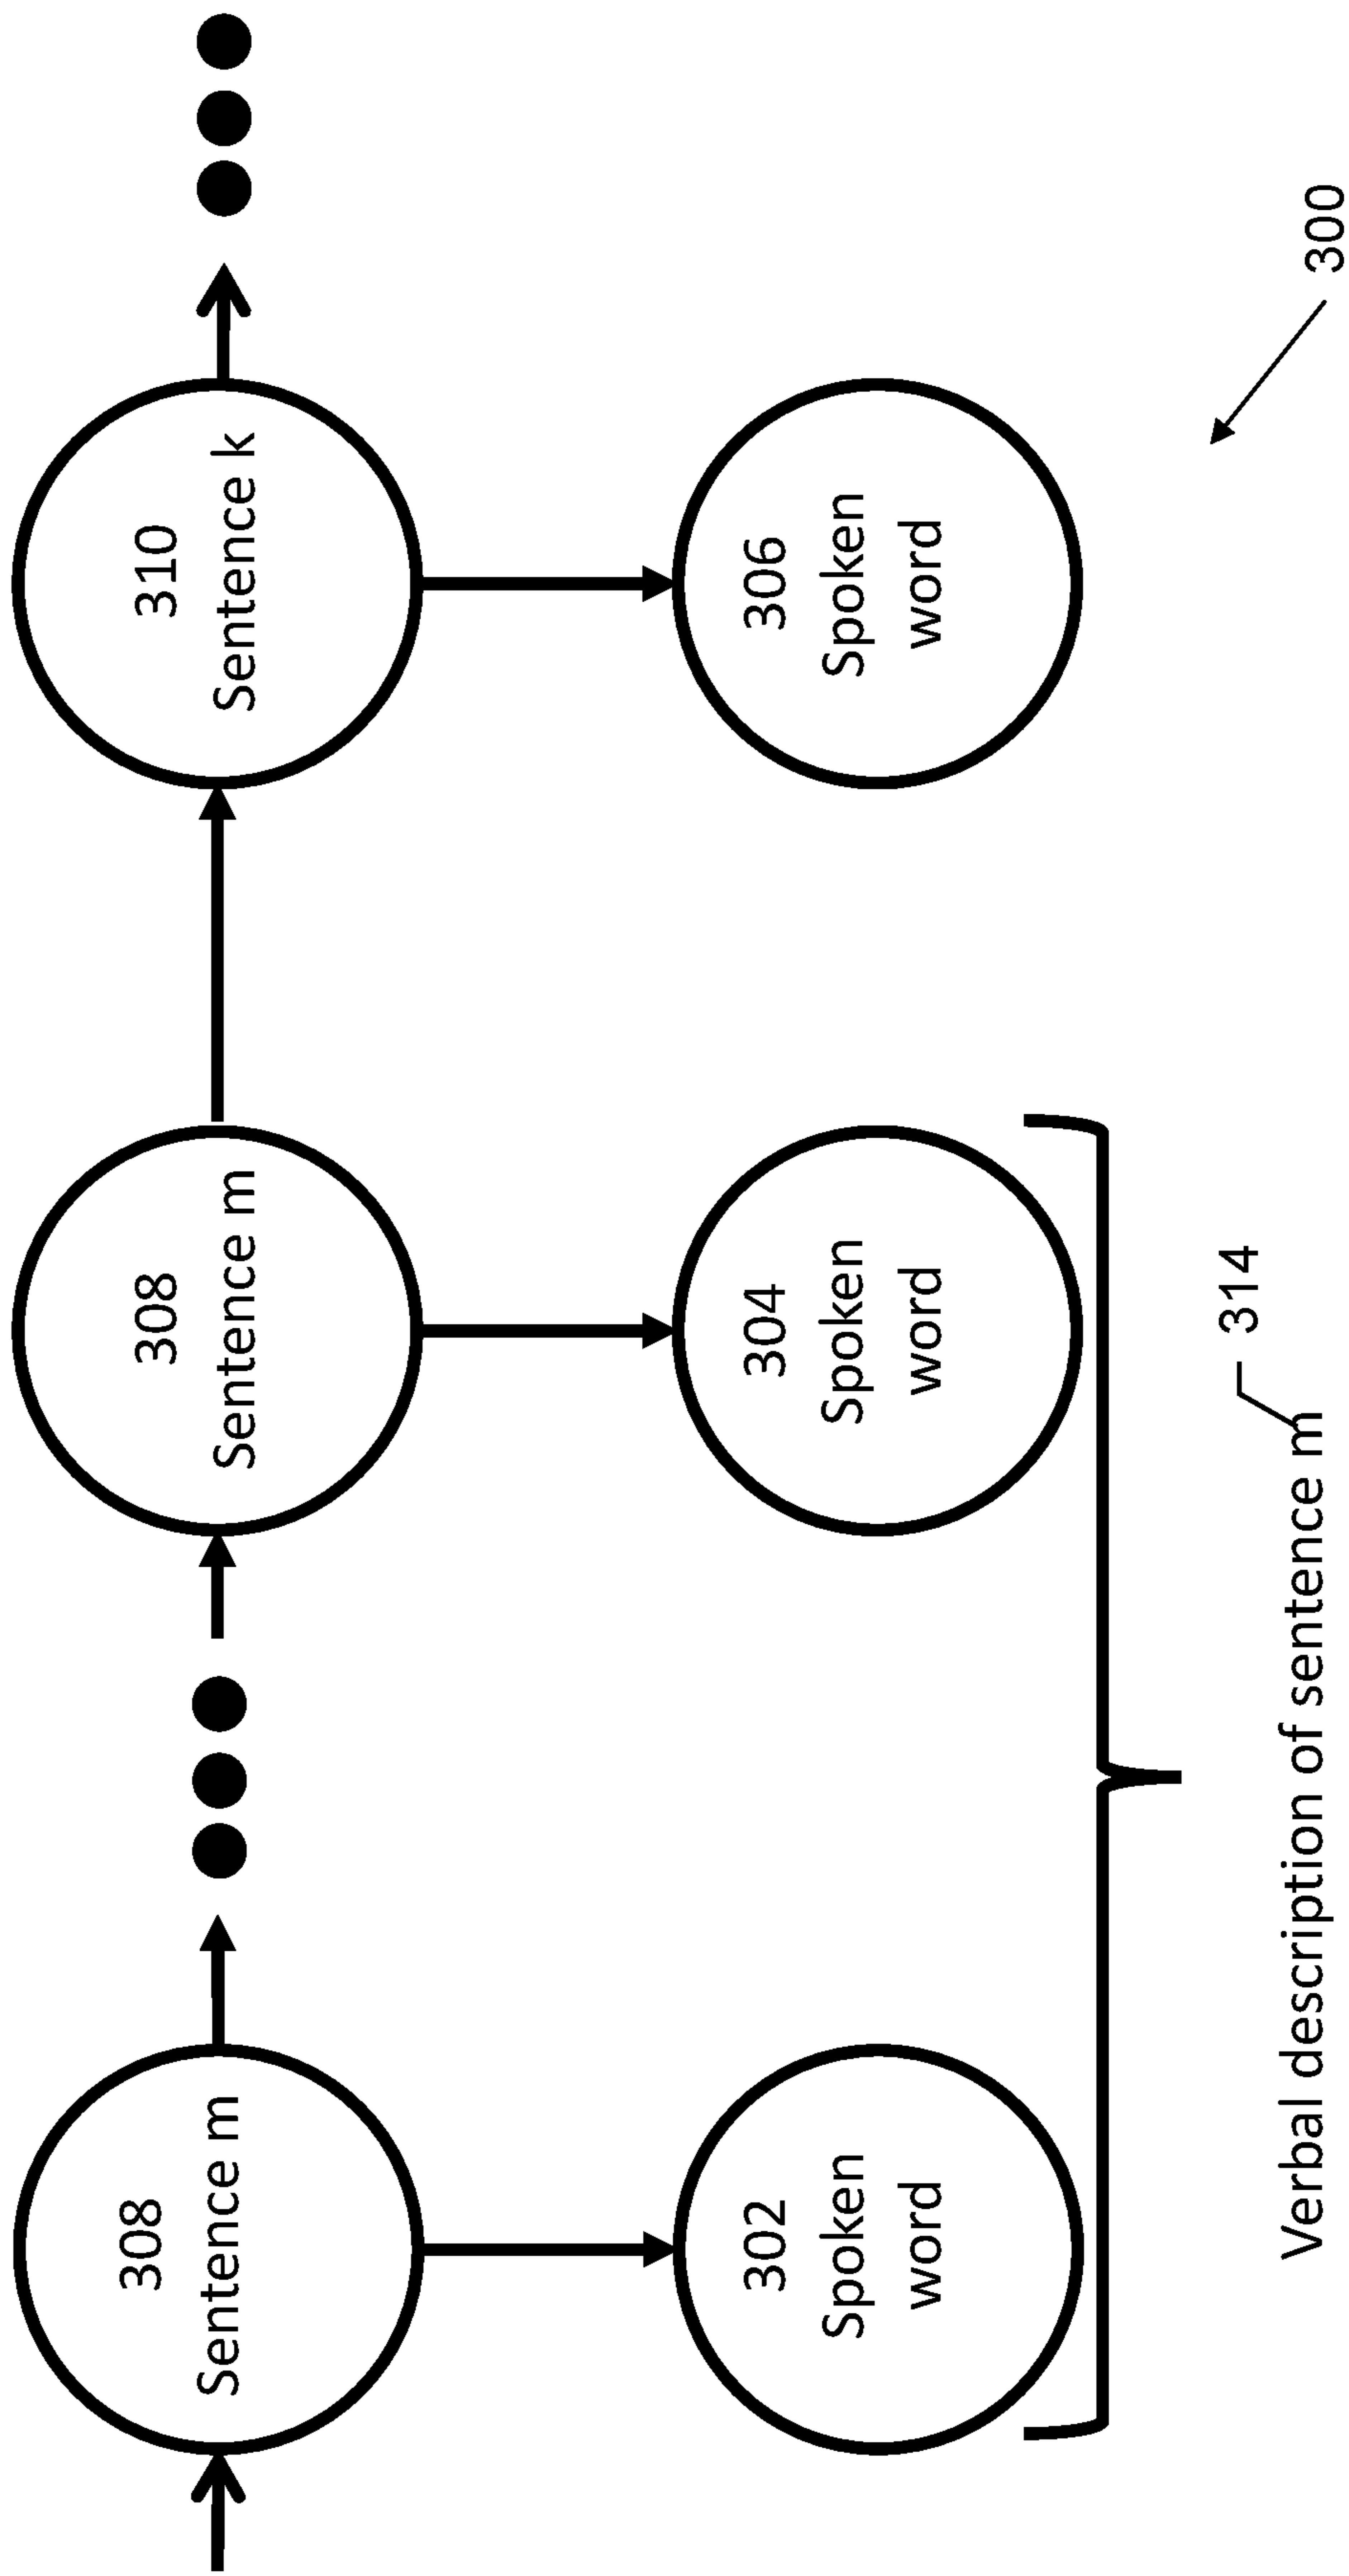 308
Sentence m
308
Sentence m
310
Sentence k
302
Spoken
word
304
Spoken
word
306
Spoken
word
314
Verbal description of sentence m
300